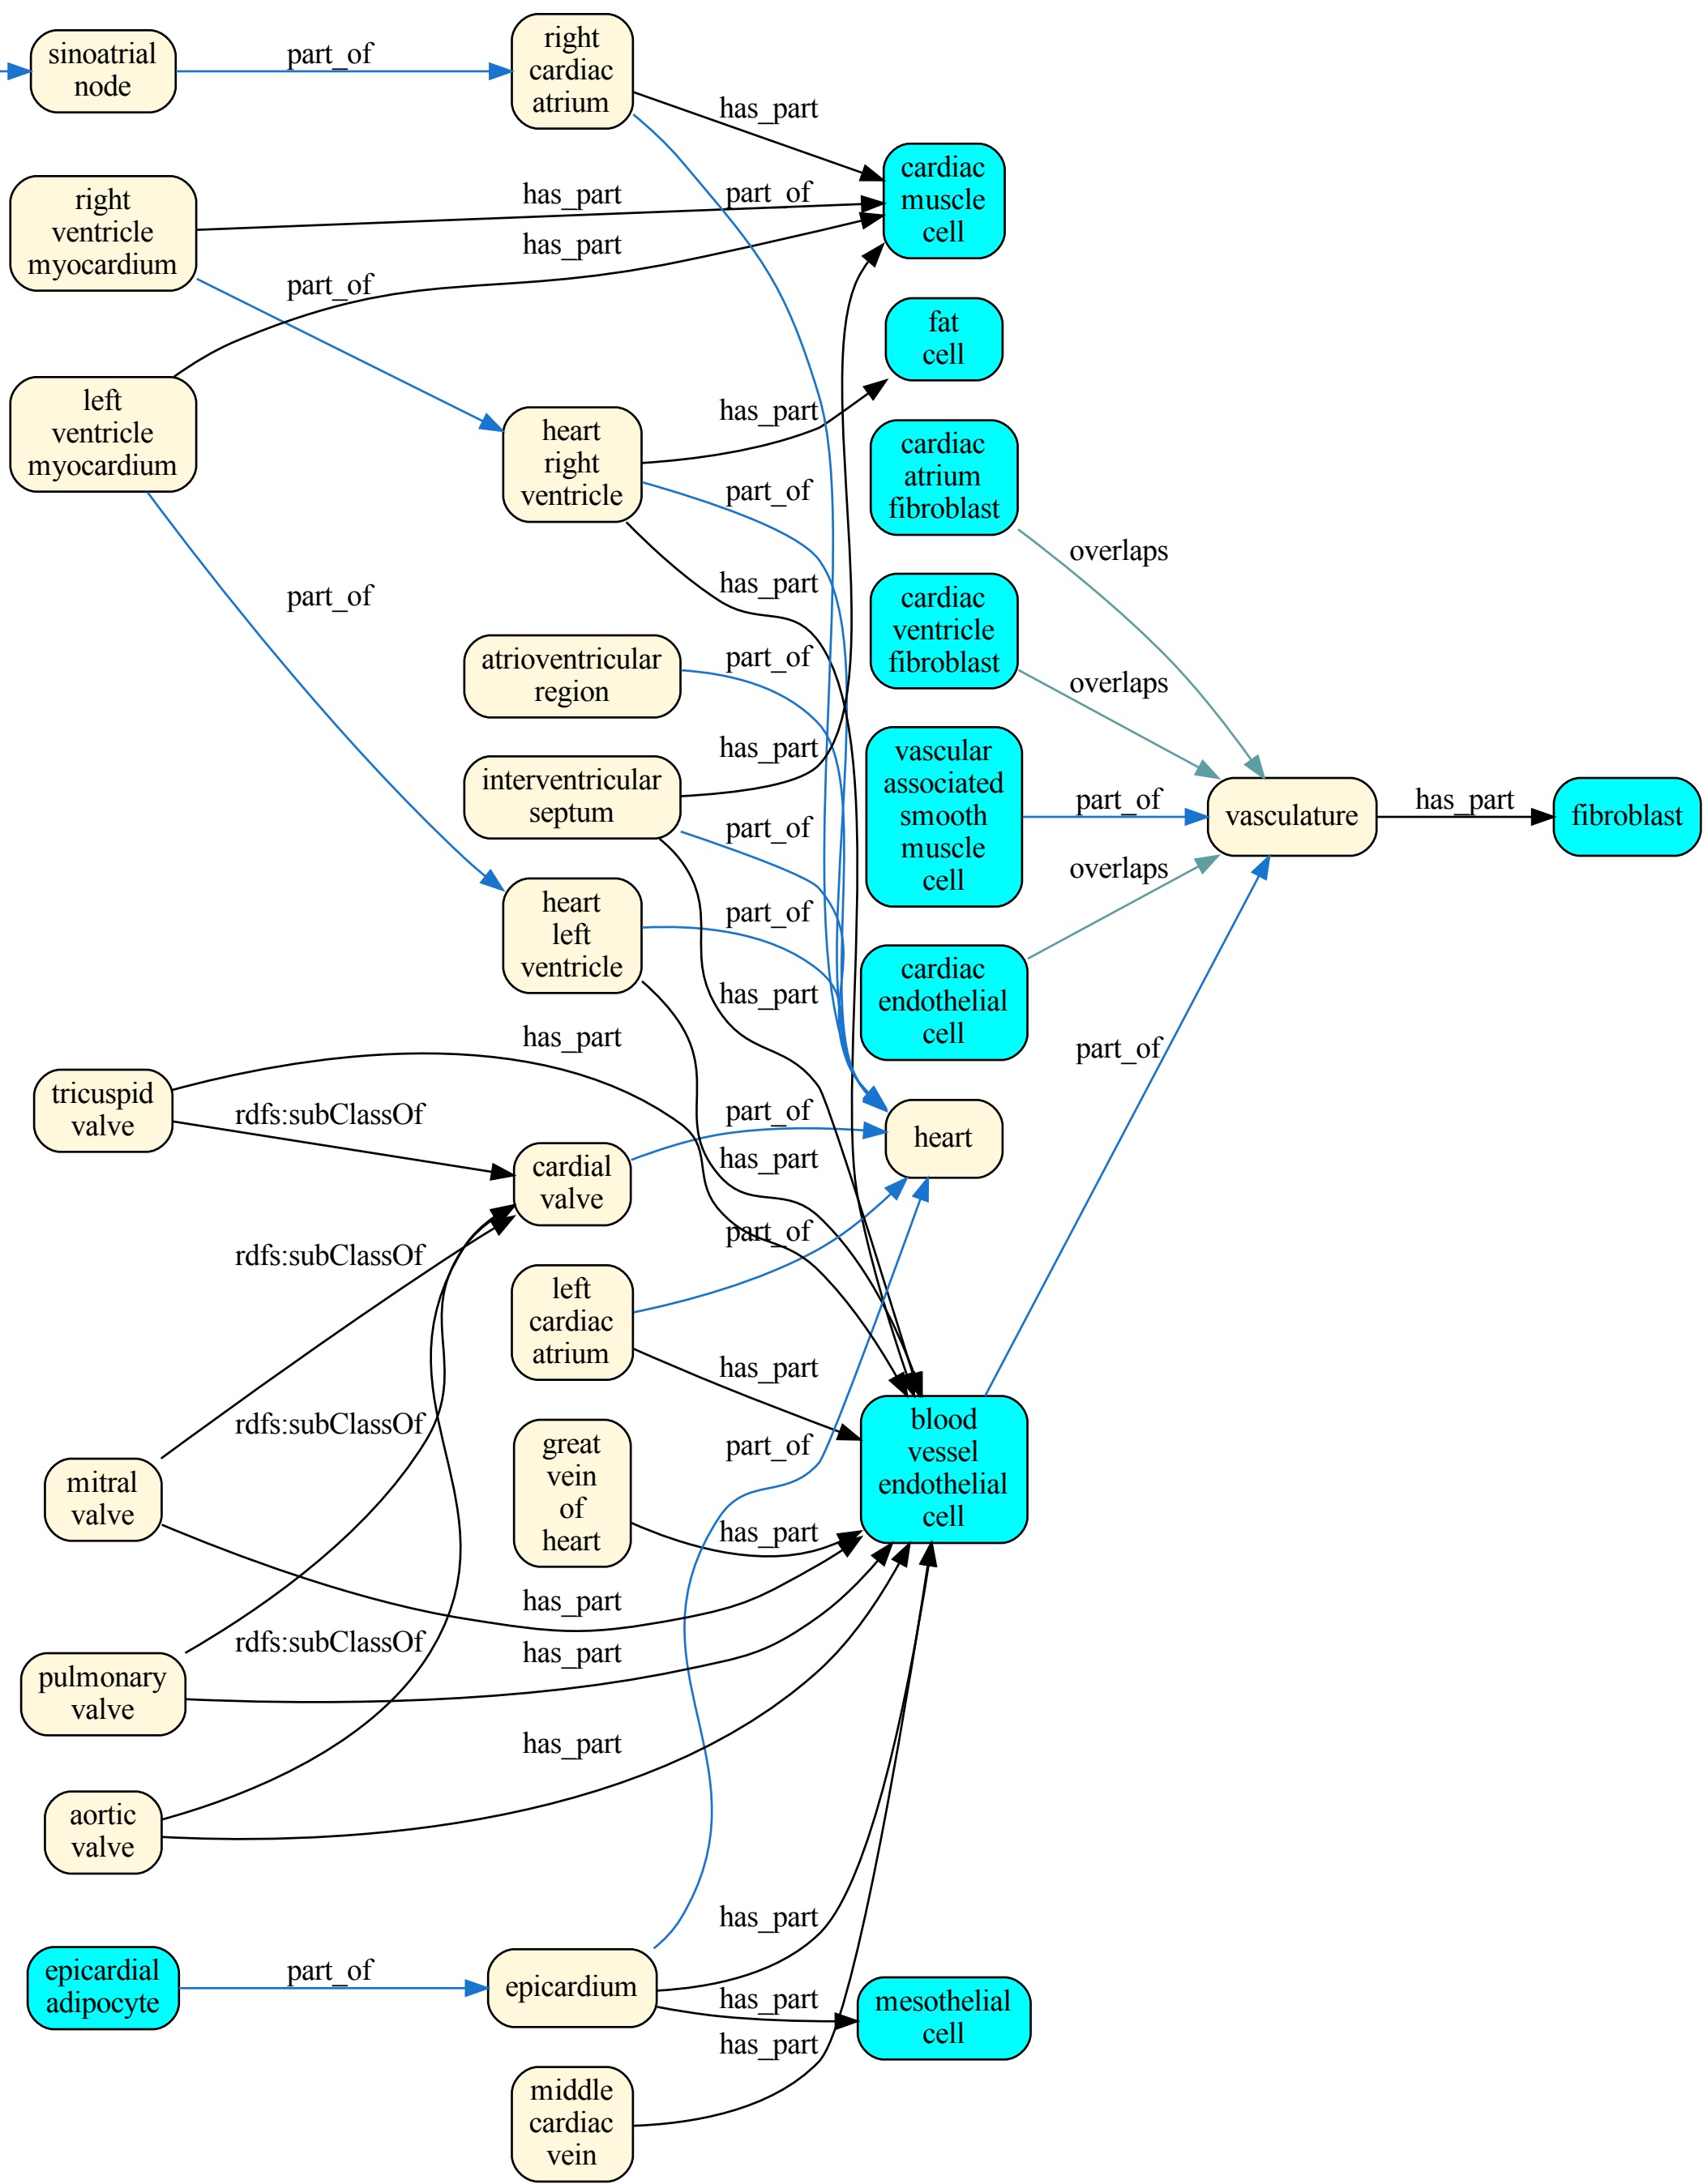 sinoatrial
node
part_of
right
cardiac
atrium
has_part
cardiac
muscle
cell
right
ventricle
myocardium
has_part
part_of
has_part
part_of
fat
cell
left
ventricle
myocardium
heart
right
ventricle
has_part
part_of
has_part
cardiac
atrium
fibroblast
overlaps
part_of
cardiac
ventricle
fibroblast
overlaps
atrioventricular
region
part_of
interventricular
septum
has_part
part_of
has_part
vascular
associated
smooth
muscle
cell
part_of
vasculature
has_part
fibroblast
overlaps
heart
left
ventricle
part_of
has_part
cardiac
endothelial
cell
part_of
tricuspid
valve
has_part
rdfs:subClassOf
cardial
valve
part_of
heart
rdfs:subClassOf
part_of
left
cardiac
atrium
has_part
rdfs:subClassOf
great
vein
of
heart
part_of
has_part
blood
vessel
endothelial
cell
mitral
valve
has_part
pulmonary
valve
rdfs:subClassOf
has_part
aortic
valve
has_part
epicardial
adipocyte
part_of
epicardium
has_part
has_part
mesothelial
cell
has_part
middle
cardiac
vein